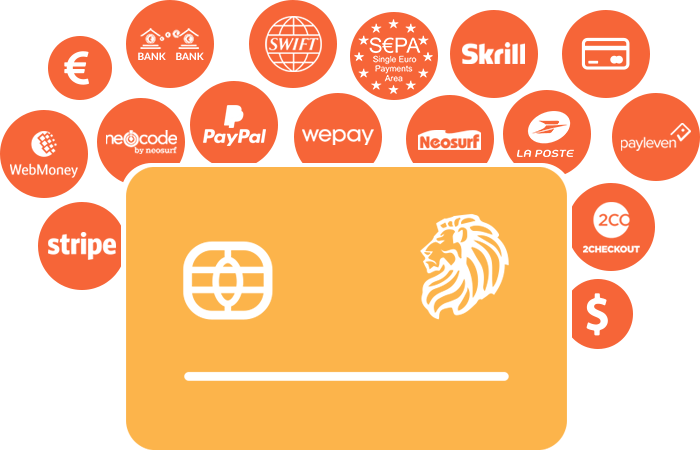 €
BANK BANK
SWIFT
S€PA
Single Euro
Payments
Area
Skrill
WebMoney
neocode
by neosurf
PayPal
wepay
Neosurf
LA POSTE
payleven
stripe
2CO
2CHECKOUT
$